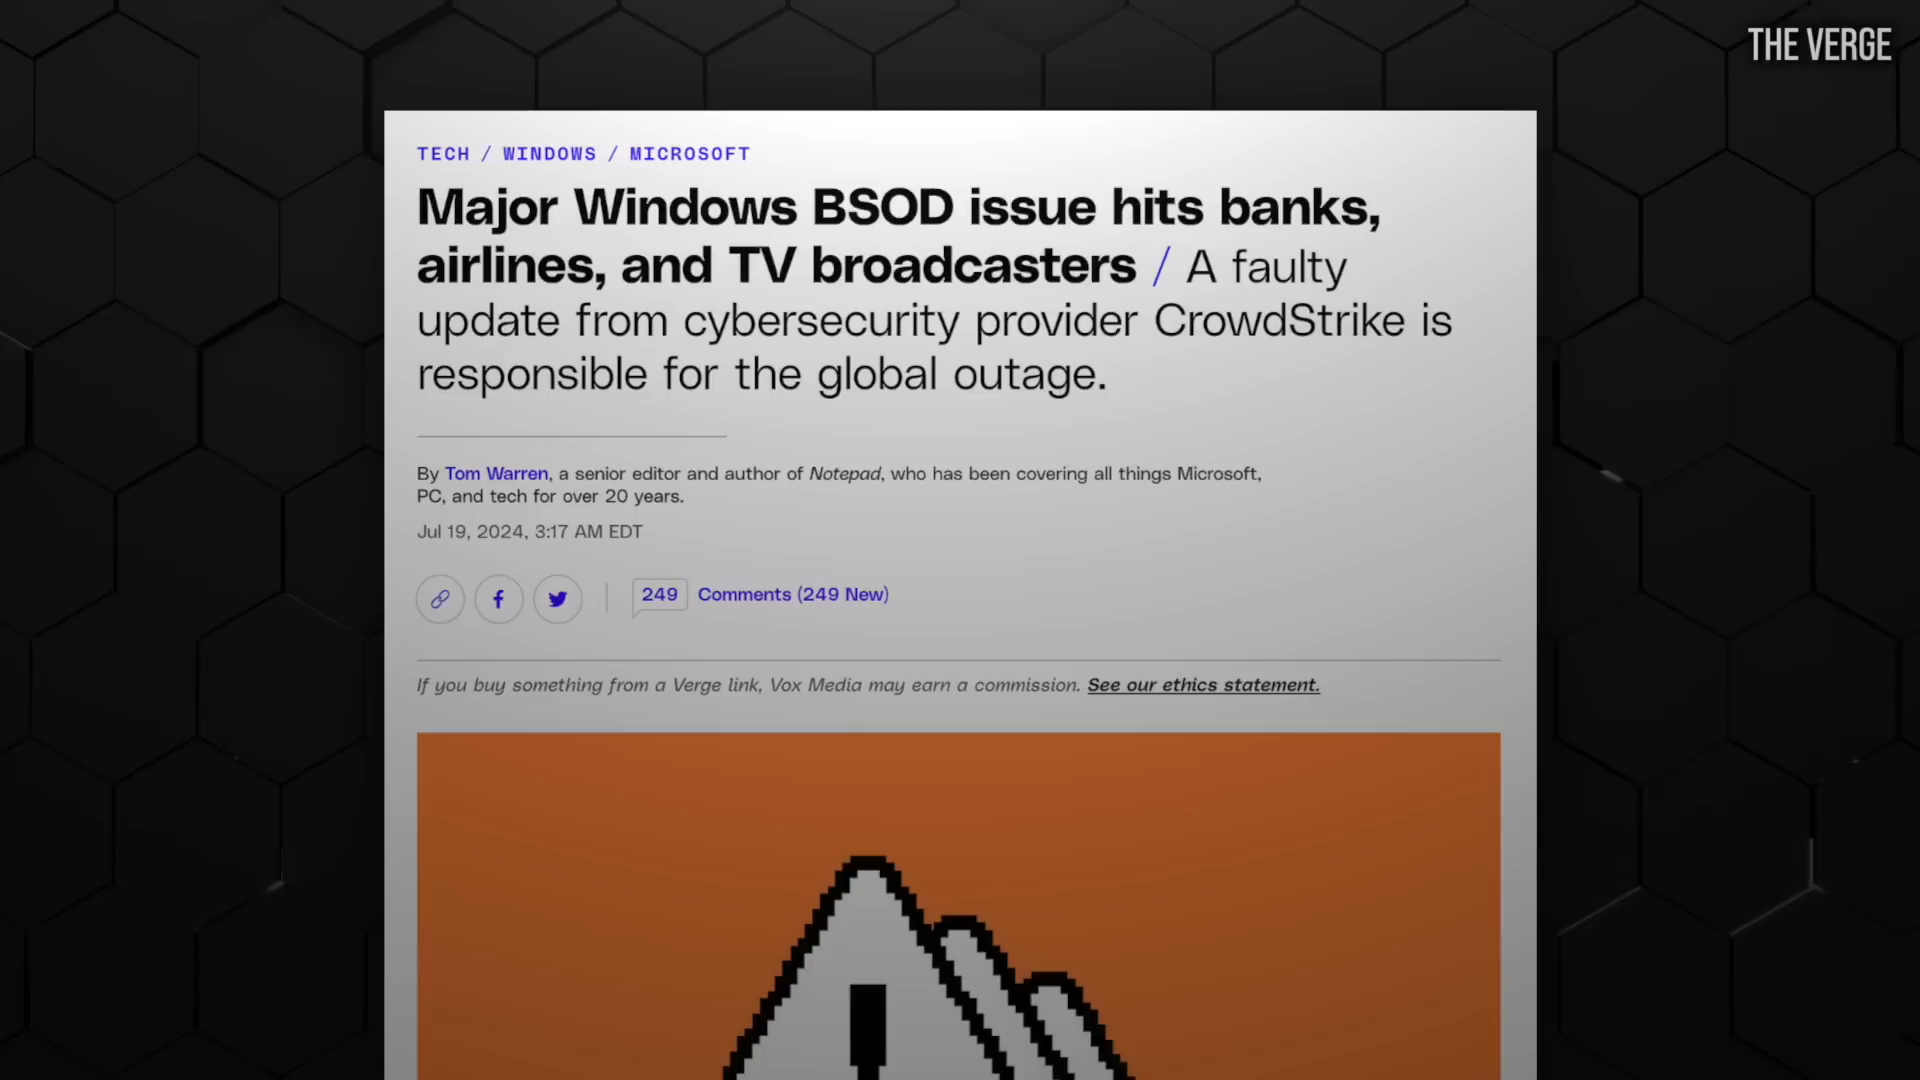 THE VERGE
TECH / WINDOWS / MICROSOFT
Major Windows BSOD issue hits banks,
airlines, and TV broadcasters / A faulty
update from cybersecurity provider CrowdStrike is
responsible for the global outage.
By Tom Warren, a senior editor and author of Notepad, who has been covering all things Microsoft,
PC, and tech for over 20 years.
Jul 19, 2024, 3:17 AM EDT
249 Comments (249 New)
If you buy something from a Verge link, Vox Media may earn a commission. See our ethics statement.